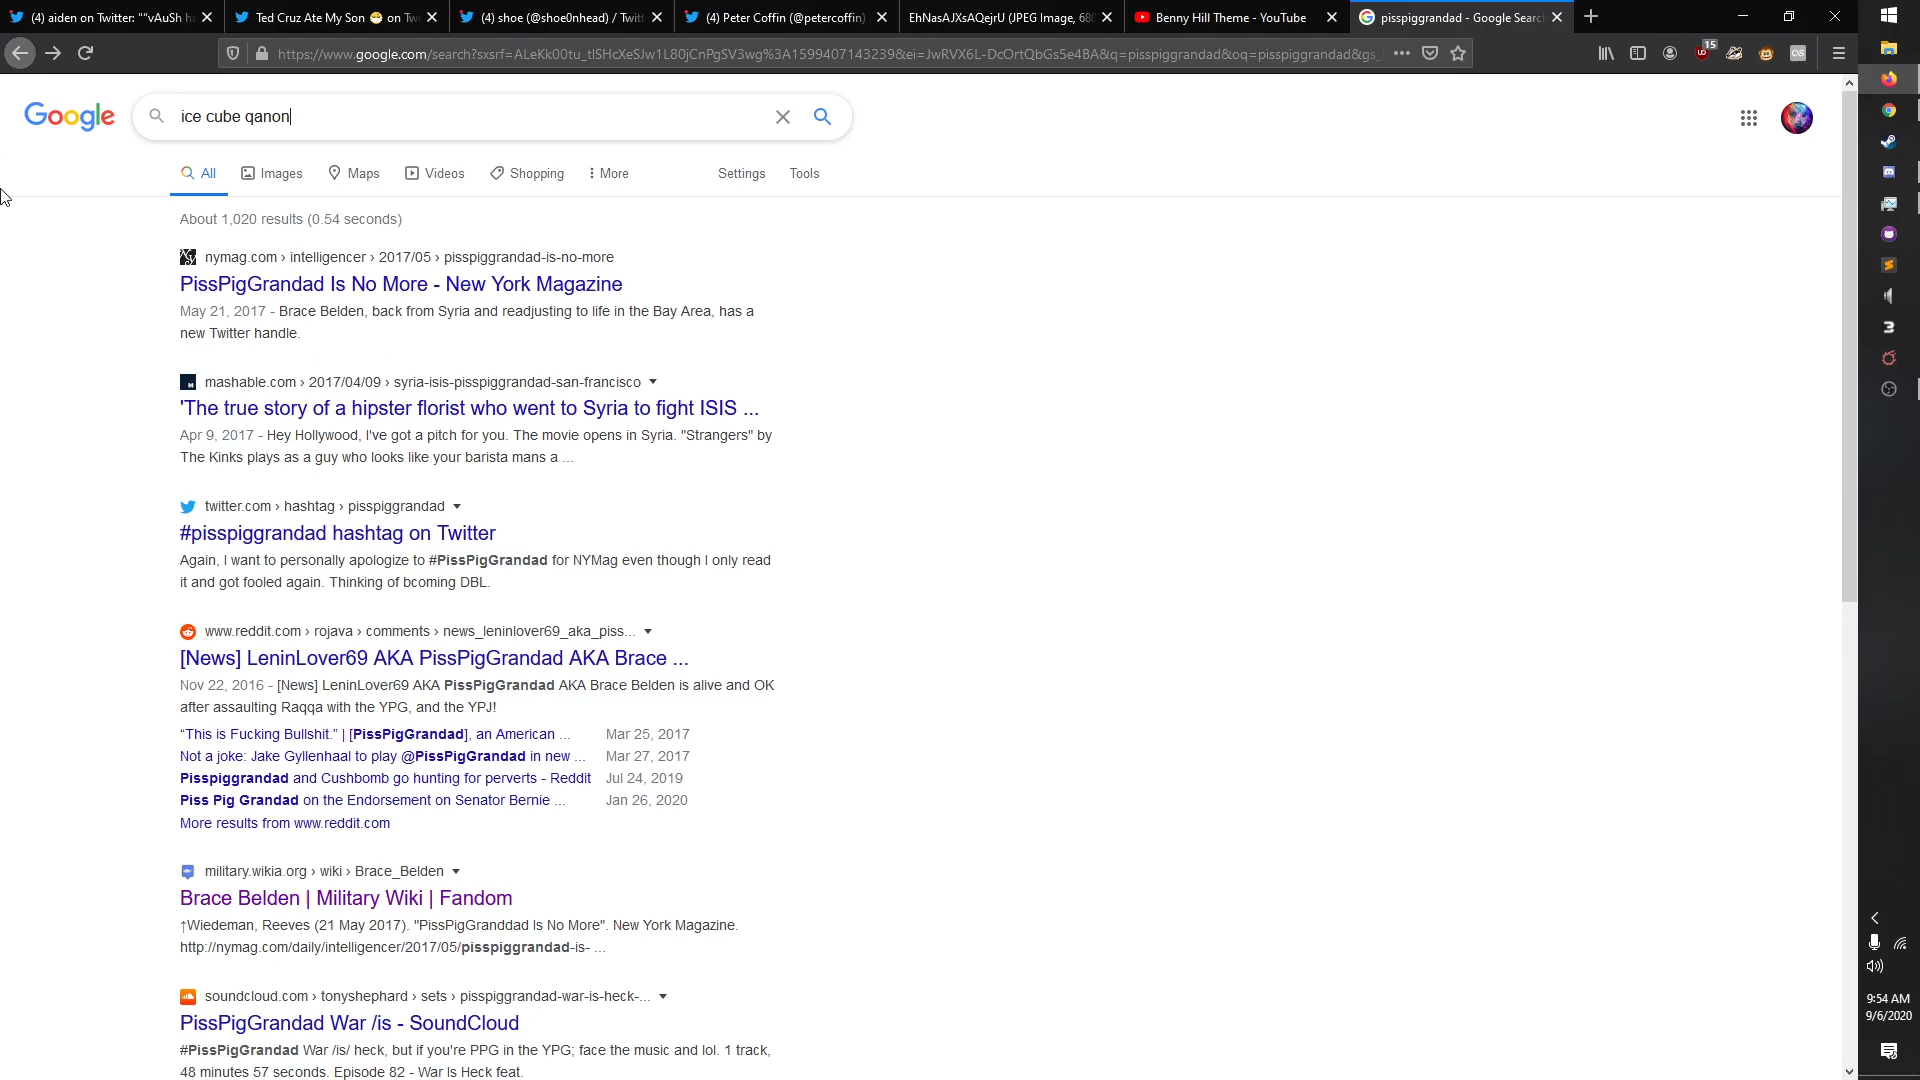 (4) aiden on Twitter: ""vAuSh ha
Ted Cruz Ate My Son 😷 on Tw
(4) shoe (@shoe0nhead) / Twitt
(4) Peter Coffin (@petercoffin)
EhNasAJXsAQejrU (JPEG Image, 680
Benny Hill Theme - YouTube
pisspiggrandad - Google Searc
https://www.google.com/search?sxsrf=ALeKk00tu_tlSHcXeSJw1L80jCnPgSV3wg%3A1599407143239&ei=JwRVX6L-DcOrtQbGs5e4BA&q=pisspiggrandad&oq=pisspiggrandad&gs_
15
Google
ice cube qanon
All
Images
Maps
Videos
Shopping
More
Settings
Tools
About 1,020 results (0.54 seconds)
nymag.com › intelligencer › 2017/05 › pisspiggrandad-is-no-more
PissPigGrandad Is No More - New York Magazine
May 21, 2017 - Brace Belden, back from Syria and readjusting to life in the Bay Area, has a
new Twitter handle.
mashable.com › 2017/04/09 › syria-isis-pisspiggrandad-san-francisco
'The true story of a hipster florist who went to Syria to fight ISIS ...
Apr 9, 2017 - Hey Hollywood, I've got a pitch for you. The movie opens in Syria. "Strangers" by
The Kinks plays as a guy who looks like your barista mans a ...
twitter.com › hashtag › pisspiggrandad
#pisspiggrandad hashtag on Twitter
Again, I want to personally apologize to #PissPigGrandad for NYMag even though I only read
it and got fooled again. Thinking of bcoming DBL.
www.reddit.com › rojava › comments › news_leninlover69_aka_piss...
[News] LeninLover69 AKA PissPigGrandad AKA Brace ...
Nov 22, 2016 - [News] LeninLover69 AKA PissPigGrandad AKA Brace Belden is alive and OK
after assaulting Raqqa with the YPG, and the YPJ!
“This is Fucking Bullshit.” | [PissPigGrandad], an American ... Mar 25, 2017
Not a joke: Jake Gyllenhaal to play @PissPigGrandad in new ... Mar 27, 2017
Pisspiggrandad and Cushbomb go hunting for perverts - Reddit Jul 24, 2019
Piss Pig Grandad on the Endorsement on Senator Bernie ... Jan 26, 2020
More results from www.reddit.com
military.wikia.org › wiki › Brace_Belden
Brace Belden | Military Wiki | Fandom
↑Wiedeman, Reeves (21 May 2017). "PissPigGranddad Is No More". New York Magazine.
http://nymag.com/daily/intelligencer/2017/05/pisspiggrandad-is- ...
soundcloud.com › tonyshephard › sets › pisspiggrandad-war-is-heck-...
PissPigGrandad War /is - SoundCloud
#PissPigGrandad War /is/ heck, but if you're PPG in the YPG; face the music and lol. 1 track,
48 minutes 57 seconds. Episode 82 - War Is Heck feat.
9:54 AM
9/6/2020